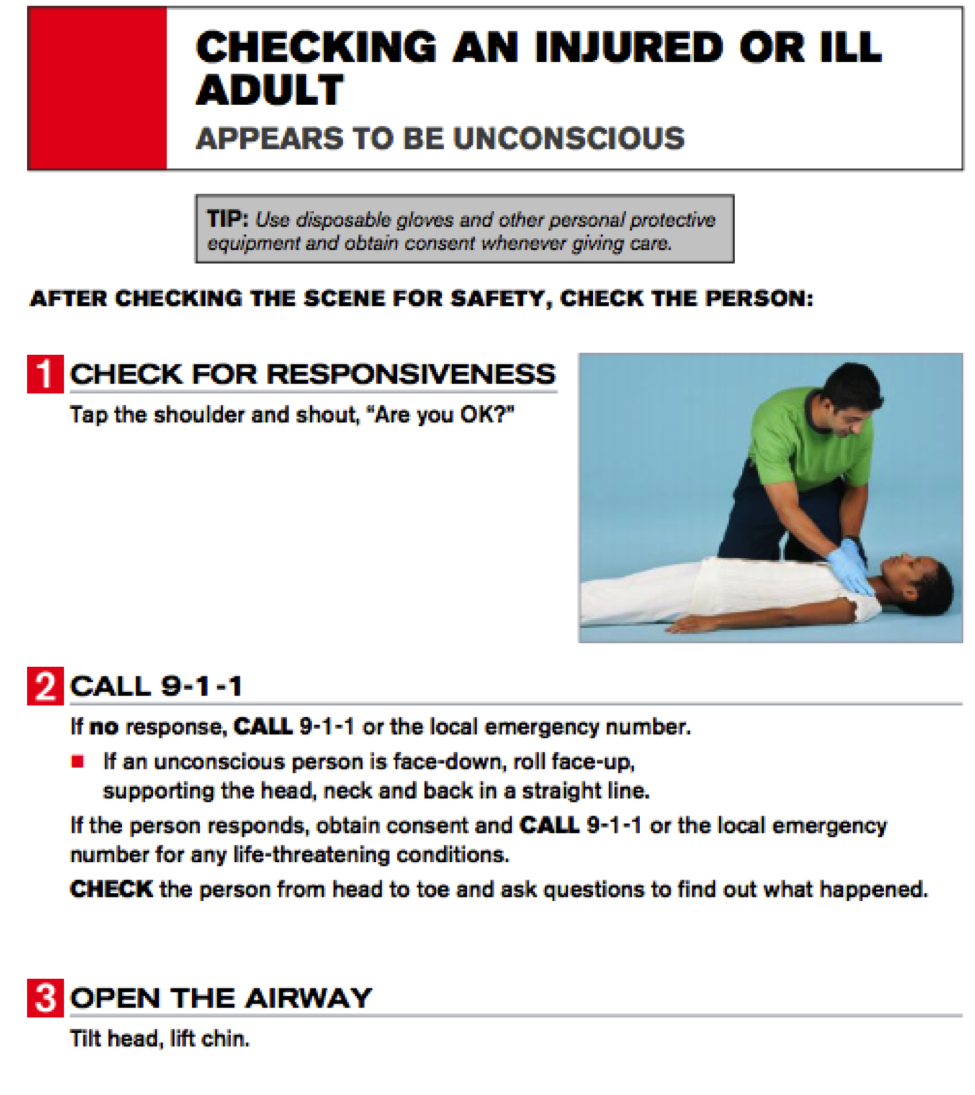 CHECKING AN INJURED OR ILL
ADULT
APPEARS TO BE UNCONSCIOUS
TIP: Use disposable gloves and other personal protective
equipment and obtain consent whenever giving care.
AFTER CHECKING THE SCENE FOR SAFETY, CHECK THE PERSON:
1 CHECK FOR RESPONSIVENESS
Tap the shoulder and shout, “Are you OK?”
2 CALL 9-1-1
If no response, CALL 9-1-1 or the local emergency number.
■ If an unconscious person is face-down, roll face-up,
supporting the head, neck and back in a straight line.
If the person responds, obtain consent and CALL 9-1-1 or the local emergency
number for any life-threatening conditions.
CHECK the person from head to toe and ask questions to find out what happened.
3 OPEN THE AIRWAY
Tilt head, lift chin.